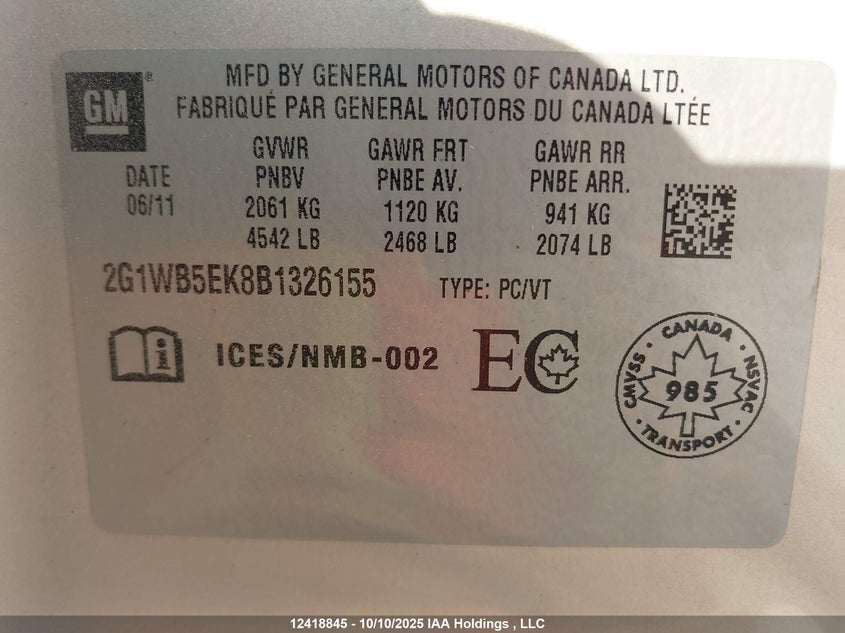 GM®
MFD BY GENERAL MOTORS OF CANADA LTD.
FABRIQUÉ PAR GENERAL MOTORS DU CANADA LTÉE
GVWR GAWR FRT GAWR RR
DATE PNBV PNBE AV. PNBE ARR.
06/11 2061 KG 1120 KG 941 KG
4542 LB 2468 LB 2074 LB
2G1WB5EK8B1326155 TYPE: PC/VT
i ICES/NMB-002 EC
CANADA
CMVSS 985 NSVAC
TRANSPORT
12418845 - 10/10/2025 IAA Holdings , LLC